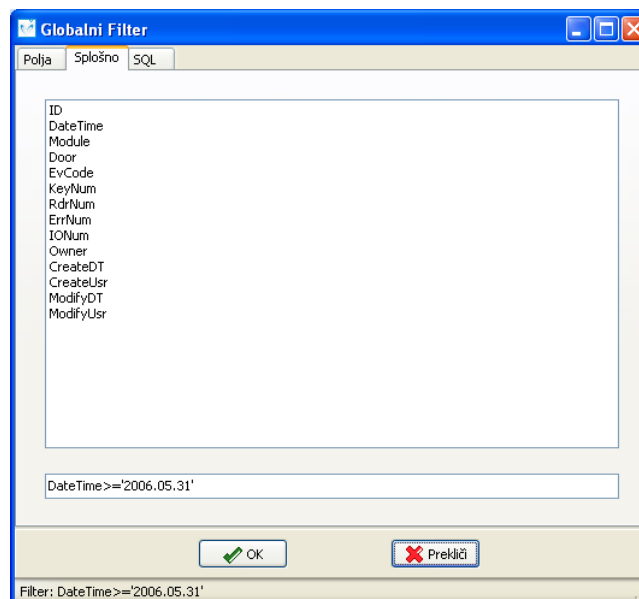 Globalni Filter
Polja Splošno SQL
ID
DateTime
Module
Door
EvCode
KeyNum
RdrNum
ErrNum
IONum
Owner
CreateDT
CreateUsr
ModifyDT
ModifyUsr
DateTime>='2006.05.31'
OK Prekliči
Filter: DateTime>='2006.05.31'